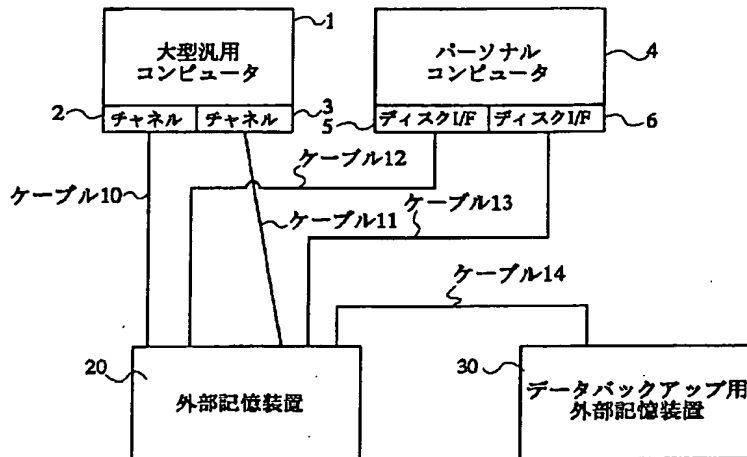 1
大型汎用
コンピュータ
2
チャネル
チャネル
3
パーソナル
コンピュータ
4
5
ディスクI/F
ディスクI/F
6
ケーブル10
ケーブル12
ケーブル11
ケーブル13
ケーブル14
20
外部記憶装置
30
データバックアップ用
外部記憶装置